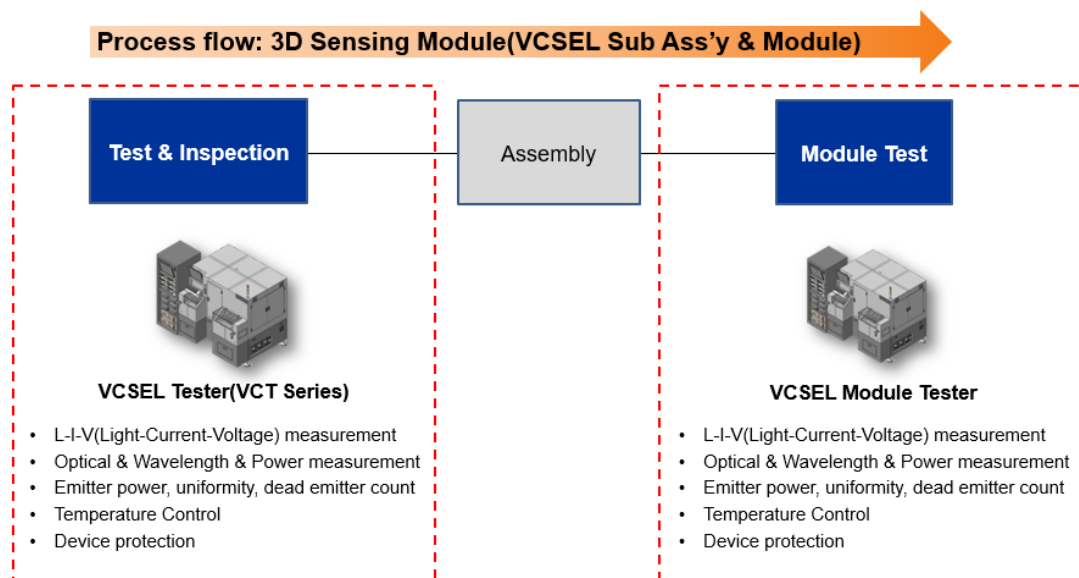 Process flow: 3D Sensing Module(VCSEL Sub Ass'y & Module)
Test & Inspection
Assembly
Module Test
VCSEL Tester(VCT Series)
• L-I-V(Light-Current-Voltage) measurement
• Optical & Wavelength & Power measurement
• Emitter power, uniformity, dead emitter count
• Temperature Control
• Device protection
VCSEL Module Tester
• L-I-V(Light-Current-Voltage) measurement
• Optical & Wavelength & Power measurement
• Emitter power, uniformity, dead emitter count
• Temperature Control
• Device protection